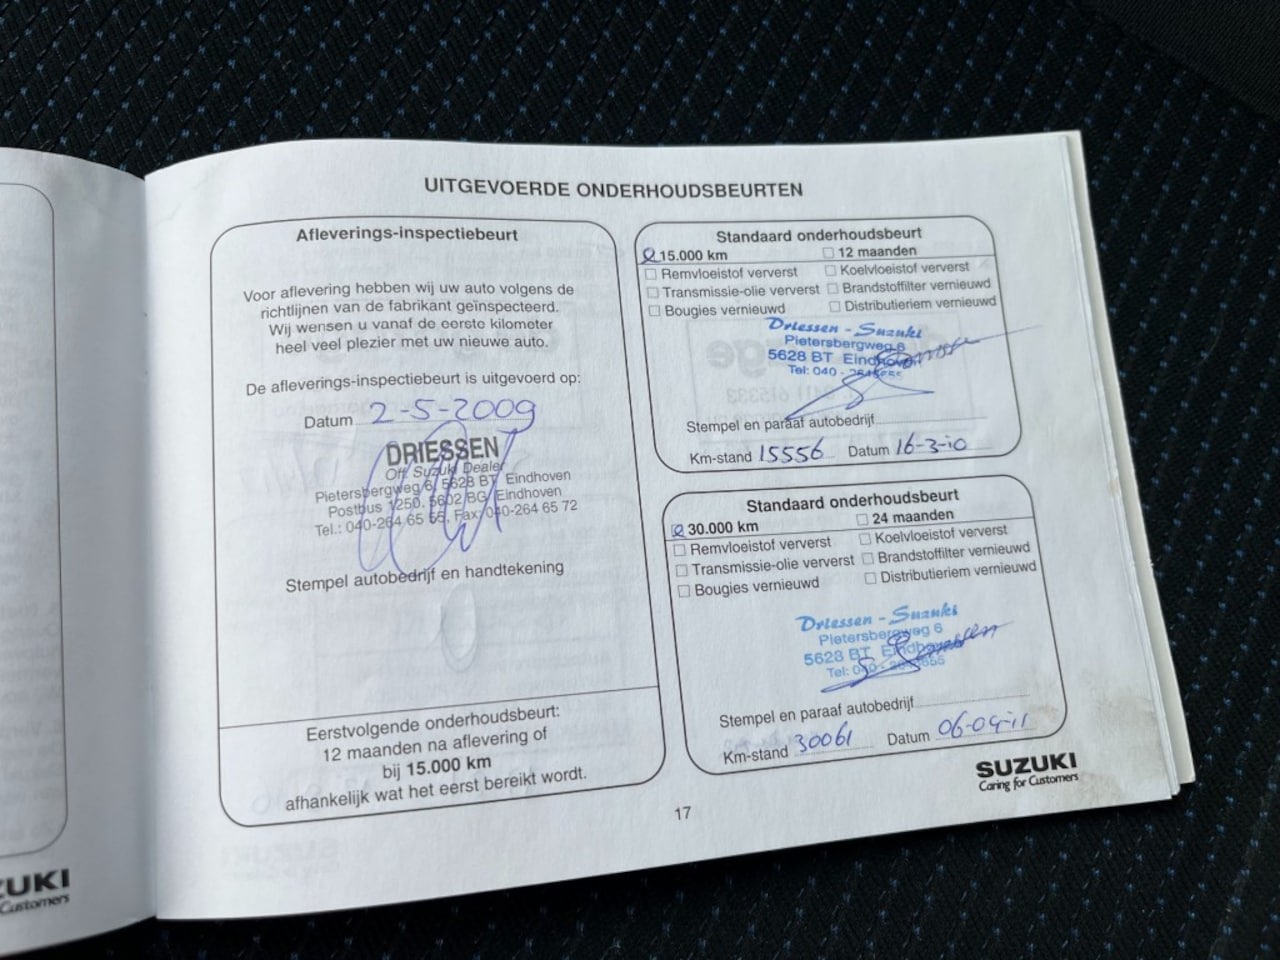 UITGEVOERDE ONDERHOUDSBEURTEN
Afleverings-inspectiebeurt
Voor aflevering hebben wij uw auto volgens de
richtlijnen van de fabrikant geïnspecteerd.
Wij wensen u vanaf de eerste kilometer
heel veel plezier met uw nieuwe auto.
De afleverings-inspectiebeurt is uitgevoerd op:
Datum 2-5-2009
DRIESSEN
Off. Suzuki Dealer
Pietersbergweg 6, 5628 BT Eindhoven
Postbus 1250, 5602 BG Eindhoven
Tel.: 040-264 65 55, Fax: 040-264 65 72
Stempel autobedrijf en handtekening
Eerstvolgende onderhoudsbeurt:
12 maanden na aflevering of
bij 15.000 km
afhankelijk wat het eerst bereikt wordt.
Standaard onderhoudsbeurt
15.000 km 12 maanden
Remvloeistof ververst Koelvloeistof ververst
Transmissie-olie ververst Brandstoffilter vernieuwd
Bougies vernieuwd Distributieriem vernieuwd
Driessen - Suzuki
Pietersbergweg 6
5628 BT Eindhoven
Tel: 040 - 2646655
Stempel en paraaf autobedrijf
Km-stand 15556 Datum 16-3-10
Standaard onderhoudsbeurt
30.000 km 24 maanden
Remvloeistof ververst Koelvloeistof ververst
Transmissie-olie ververst Brandstoffilter vernieuwd
Bougies vernieuwd Distributieriem vernieuwd
Driessen - Suzuki
Pietersbergweg 6
5628 BT Eindhoven
Tel: 040 - 2646655
Stempel en paraaf autobedrijf
Km-stand 30061 Datum 06-04-11
SUZUKI
Caring for Customers
17
ZUKI
Customers